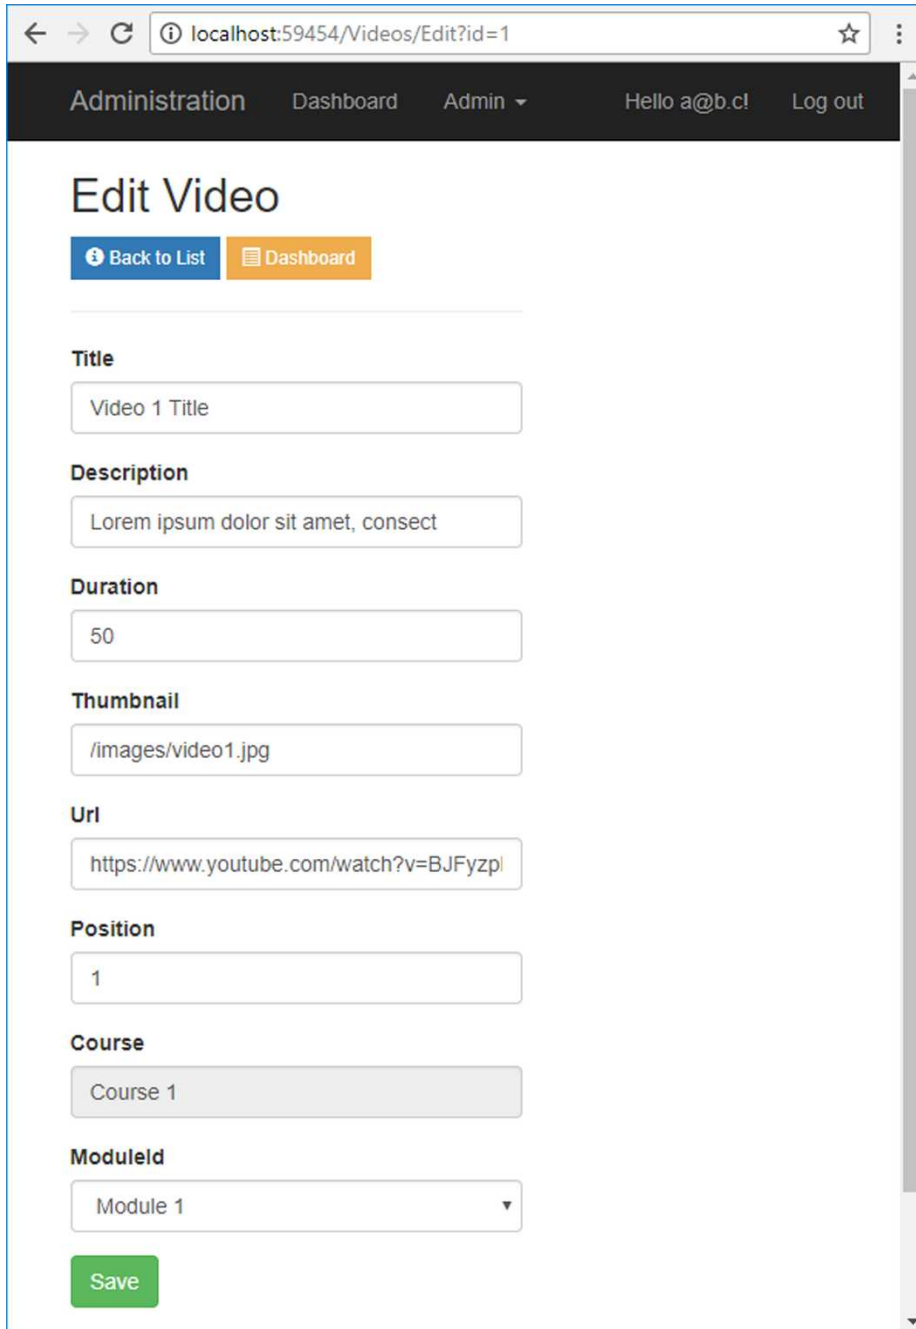 localhost:59454/Videos/Edit?id=1
Administration Dashboard Admin Hello a@b.c! Log out
Edit Video
Back to List Dashboard
Title
Video 1 Title
Description
Lorem ipsum dolor sit amet, consect
Duration
50
Thumbnail
/images/video1.jpg
Url
https://www.youtube.com/watch?v=BJFyzp
Position
1
Course
Course 1
ModuleId
Module 1
Save